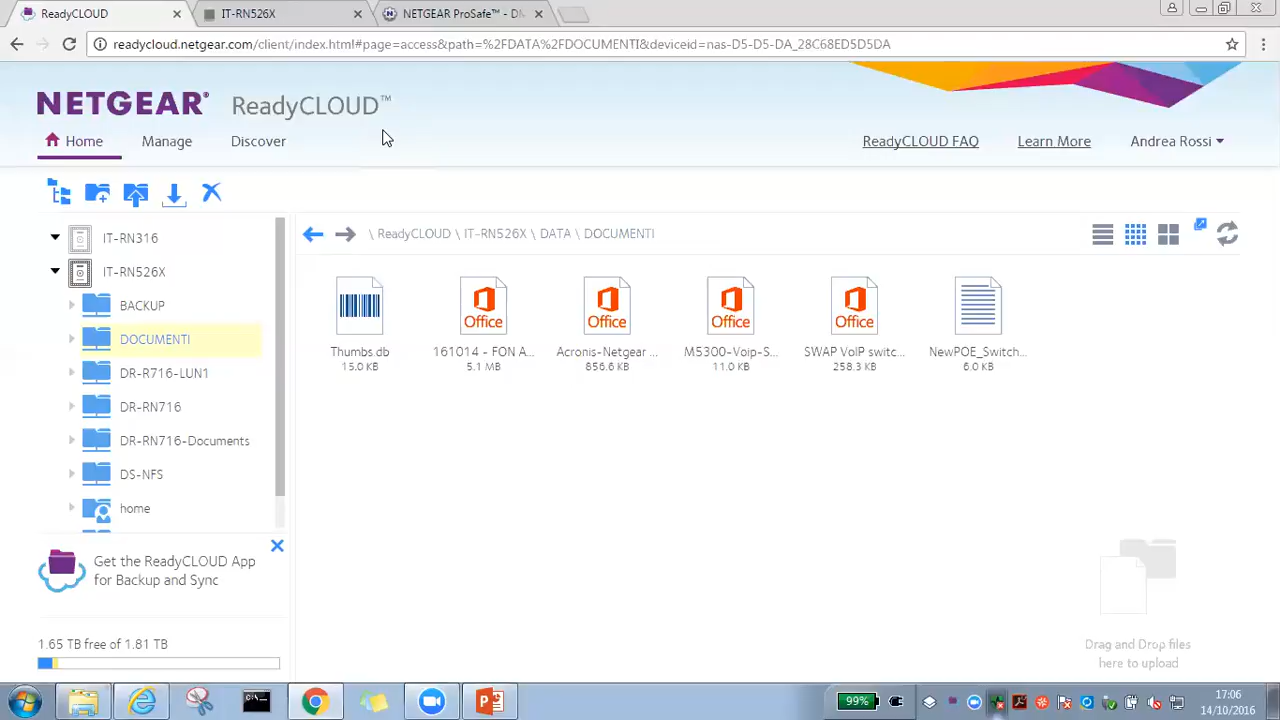 ReadyCLOUD
IT-RN526X
NETGEAR ProSafe™ - DM
readycloud.netgear.com/client/index.html#page=access&path=%2FDATA%2FDOCUMENTI&deviceid=nas-D5-D5-DA_28C68ED5D5DA
NETGEAR® ReadyCLOUD™
Home Manage Discover
ReadyCLOUD FAQ Learn More Andrea Rossi
IT-RN316
IT-RN526X
BACKUP
DOCUMENTI
DR-R716-LUN1
DR-RN716
DR-RN716-Documents
DS-NFS
home
Get the ReadyCLOUD App
for Backup and Sync
1.65 TB free of 1.81 TB
\ ReadyCLOUD \ IT-RN526X \ DATA \ DOCUMENTI
Office Office Office Office
Thumbs.db 161014 - FON A... Acronis-Netgear ... M5300-Voip-S... SWAP VoIP switc... NewPOE_Switch...
15.0 KB 5.1 MB 856.6 KB 11.0 KB 258.3 KB 6.0 KB
Drag and Drop files
here to upload
99%
17:06
14/10/2016